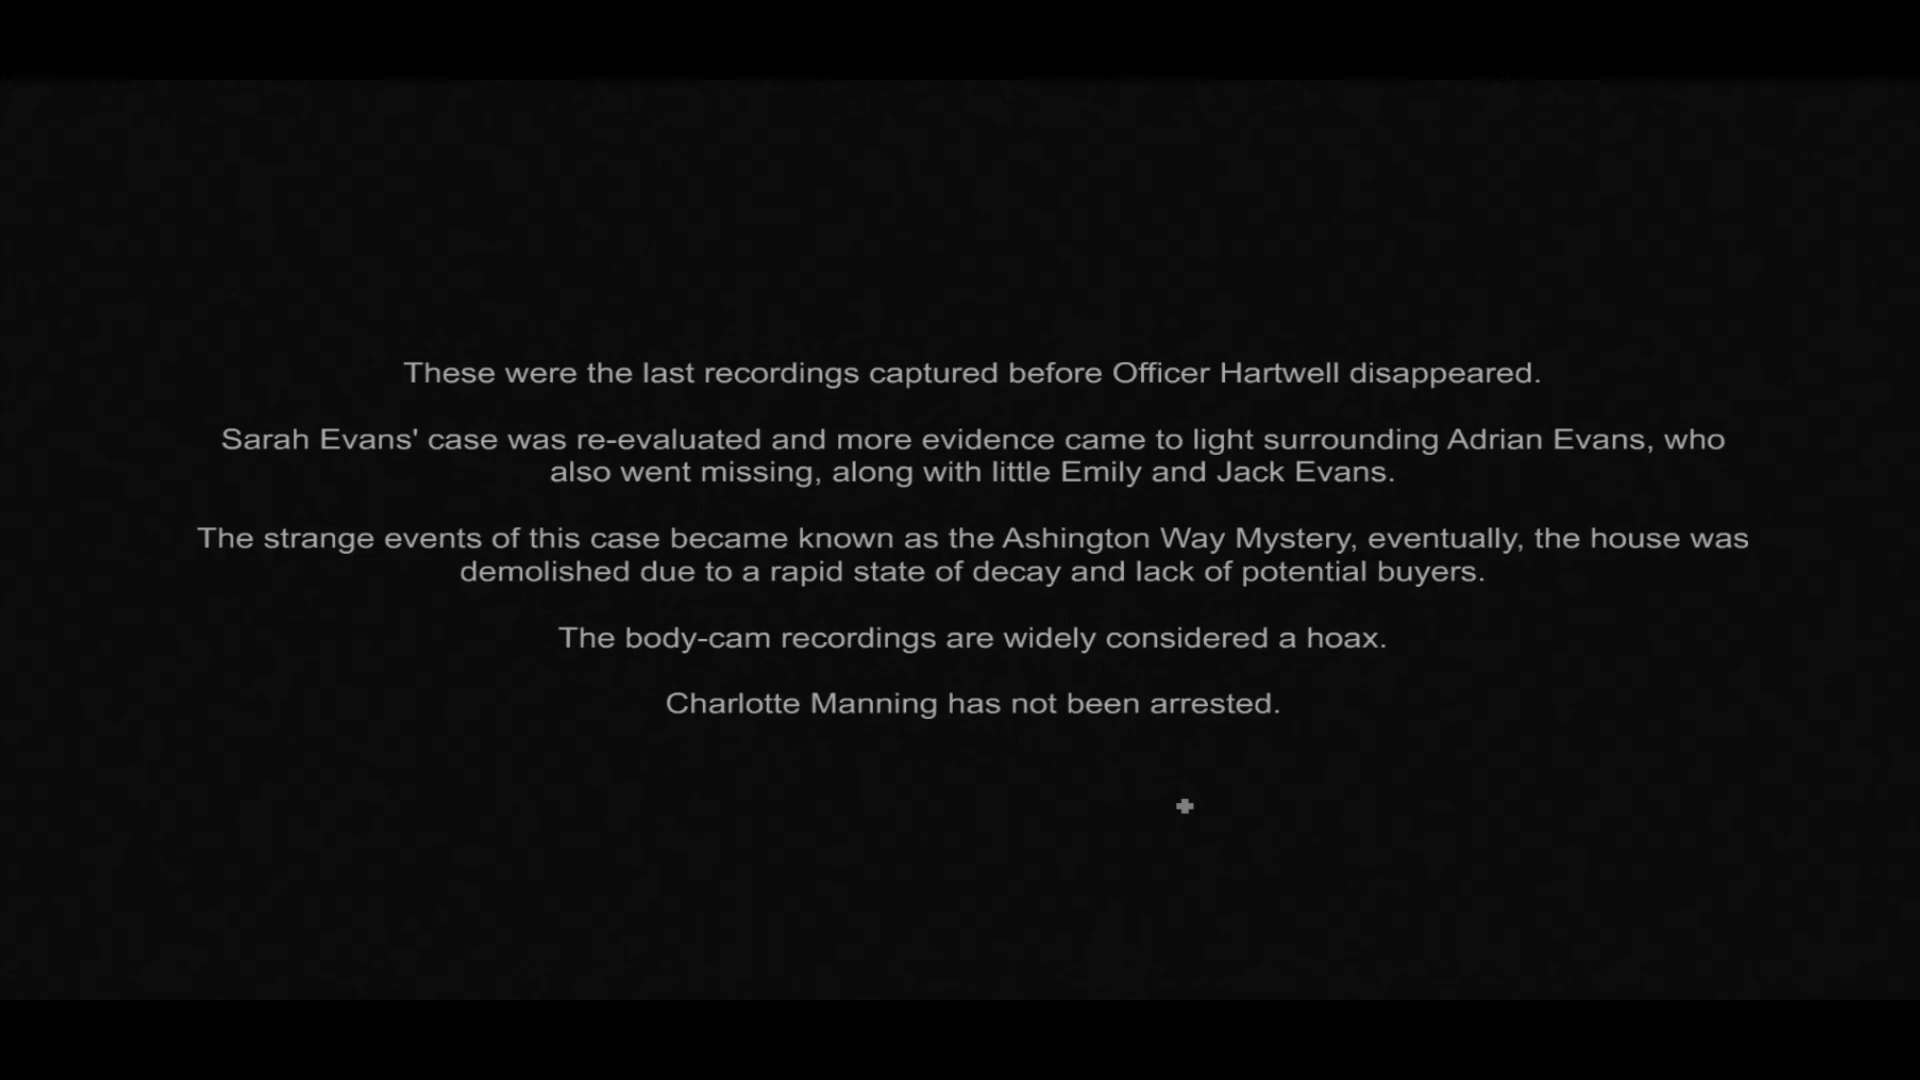 These were the last recordings captured before Officer Hartwell disappeared.
Sarah Evans' case was re-evaluated and more evidence came to light surrounding Adrian Evans, who
also went missing, along with little Emily and Jack Evans.
The strange events of this case became known as the Ashington Way Mystery, eventually, the house was
demolished due to a rapid state of decay and lack of potential buyers.
The body-cam recordings are widely considered a hoax.
Charlotte Manning has not been arrested.